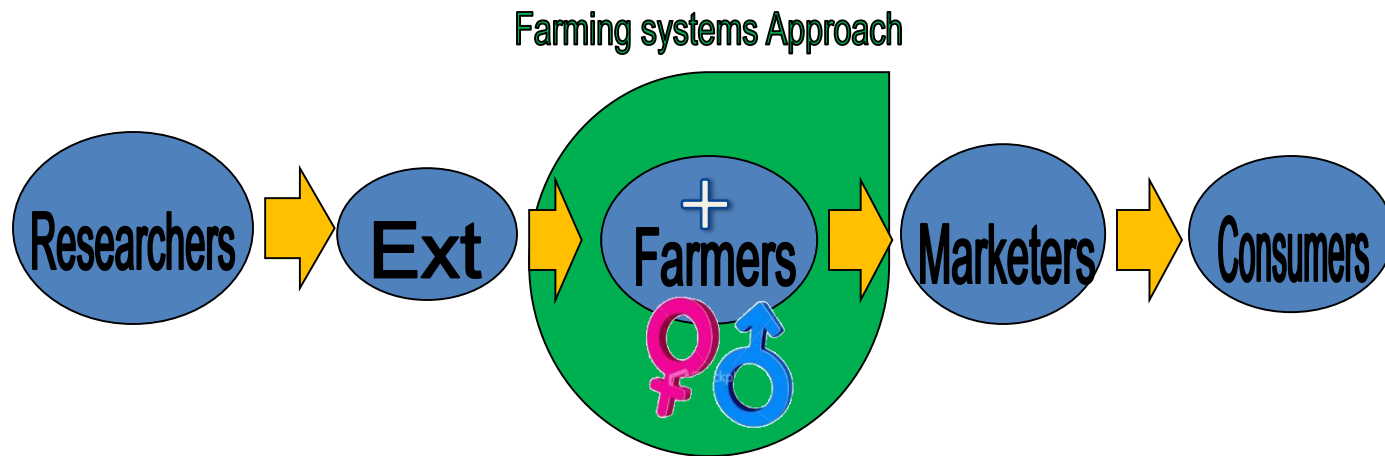 Farming systems Approach
Researchers
Ext
+
Farmers
Marketers
Consumers